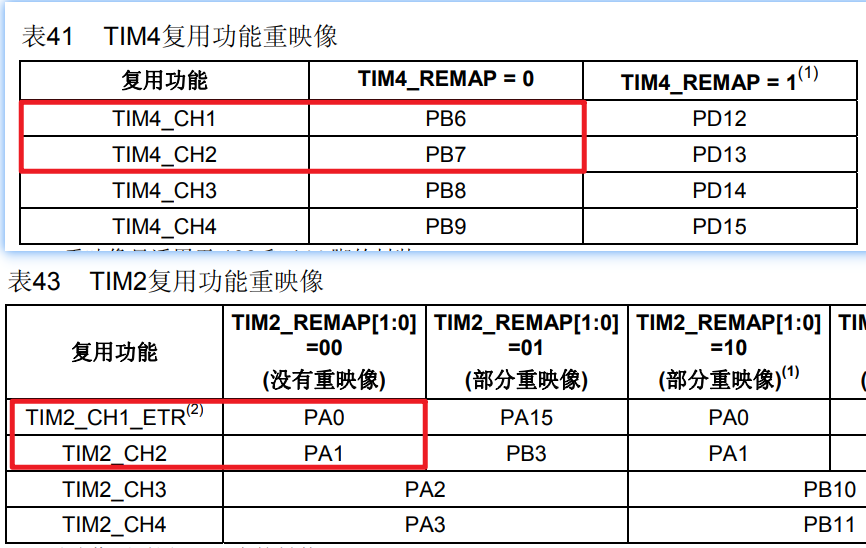 表41 TIM4复用功能重映像
复用功能 TIM4_REMAP = 0 TIM4_REMAP = 1(1)
TIM4_CH1 PB6 PD12
TIM4_CH2 PB7 PD13
TIM4_CH3 PB8 PD14
TIM4_CH4 PB9 PD15
表43 TIM2复用功能重映像
复用功能 TIM2_REMAP[1:0] =00 (没有重映像) TIM2_REMAP[1:0] =01 (部分重映像) TIM2_REMAP[1:0] =10 (部分重映像)(1)
TIM2_CH1_ETR(2) PA0 PA15 PA0
TIM2_CH2 PA1 PB3 PA1
TIM2_CH3 PA2 PB10
TIM2_CH4 PA3 PB11